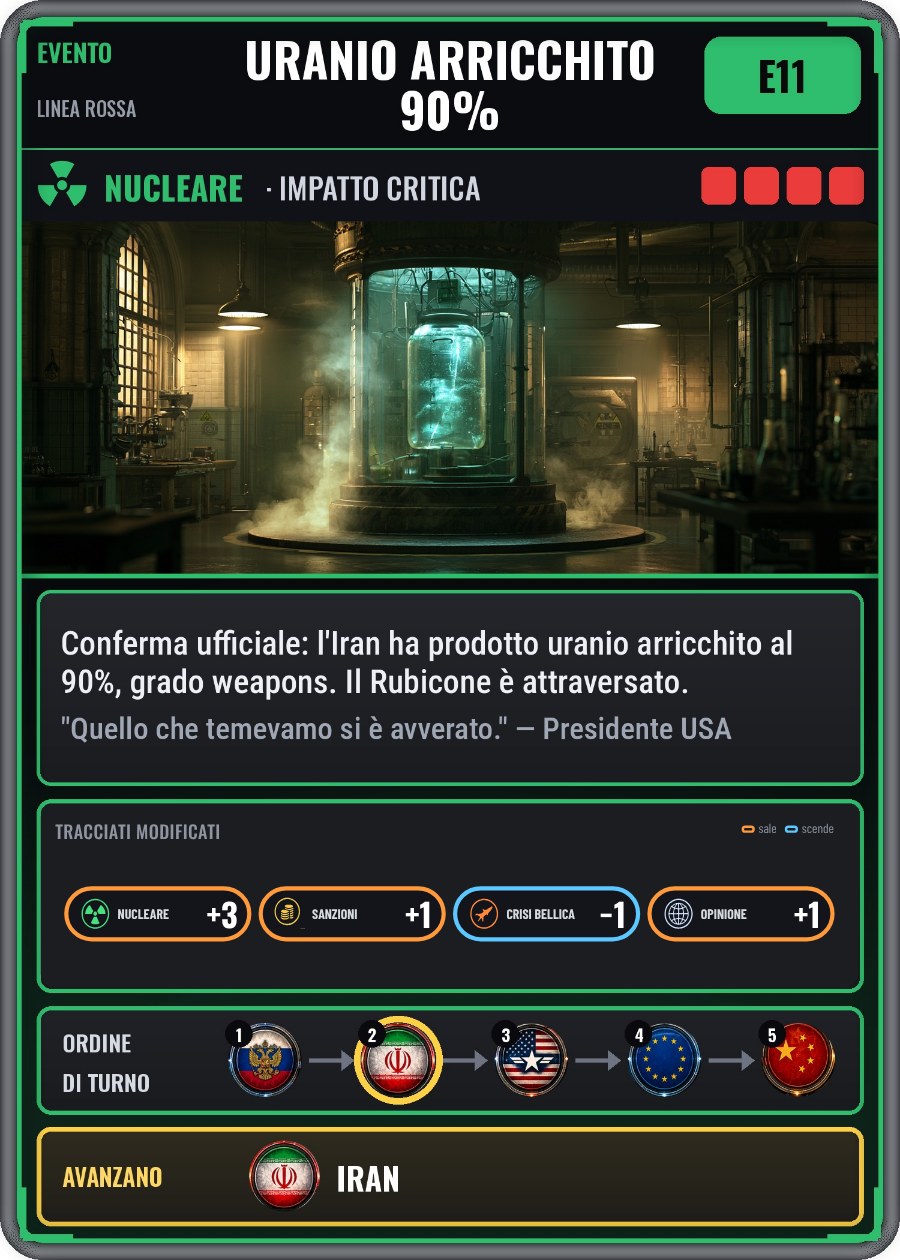 EVENTO
URANIO ARRICCHITO
90%
E11
LINEA ROSSA
NUCLEARE · IMPATTO CRITICA
Conferma ufficiale: l'Iran ha prodotto uranio arricchito al
90%, grado weapons. Il Rubicone è attraversato.
"Quello che temevamo si è avverato." — Presidente USA
TRACCIATI MODIFICATI
sale scende
NUCLEARE +3
SANZIONI +1
CRISI BELLICA -1
OPINIONE +1
ORDINE
DI TURNO
1 2 3 4 5
AVANZANO
IRAN